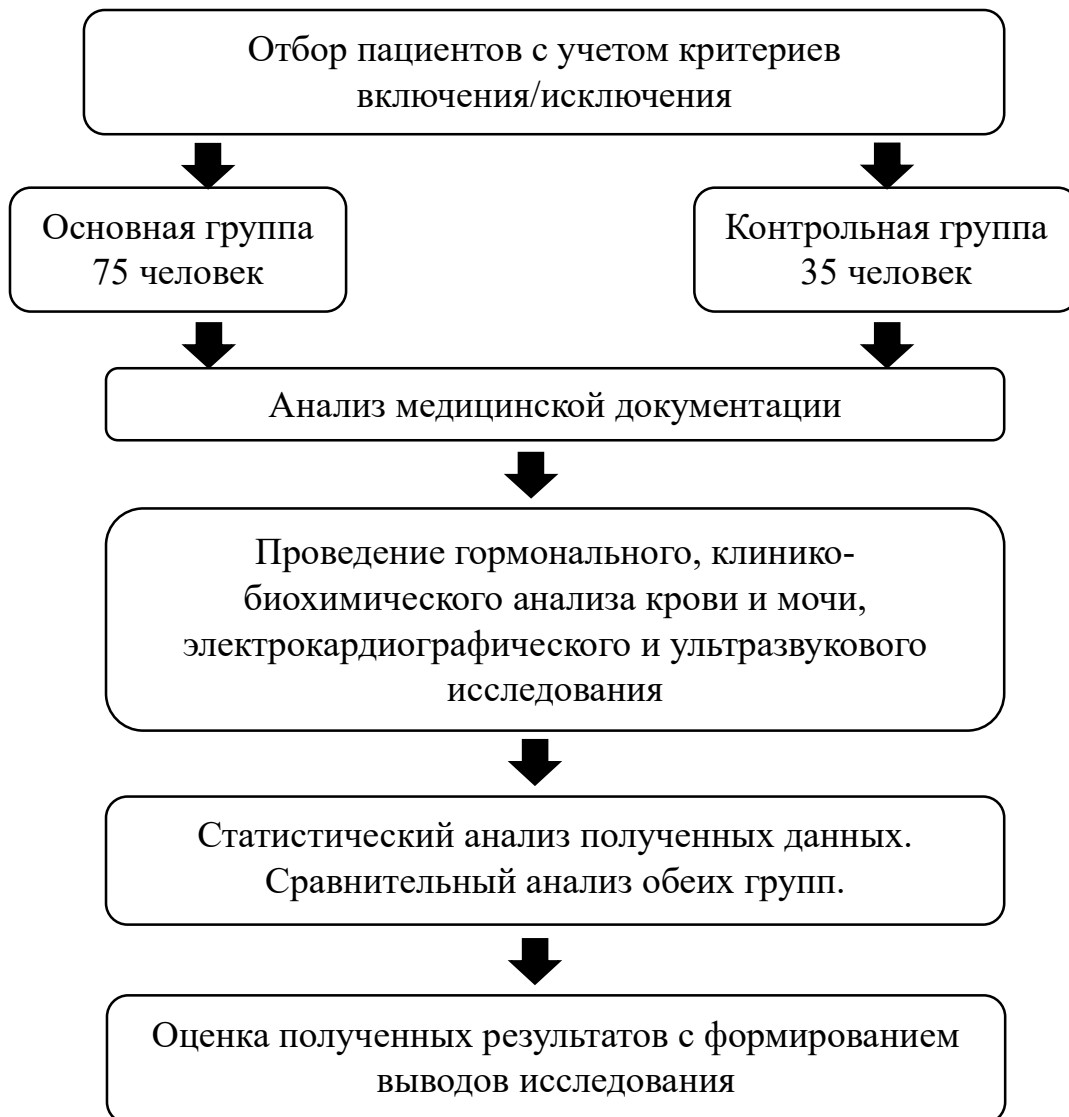 Отбор пациентов с учетом критериев
включения/исключения
Основная группа
75 человек
Контрольная группа
35 человек
Анализ медицинской документации
Проведение гормонального, клинико-
биохимического анализа крови и мочи,
электрокардиографического и ультразвукового
исследования
Статистический анализ полученных данных.
Сравнительный анализ обеих групп.
Оценка полученных результатов с формированием
выводов исследования